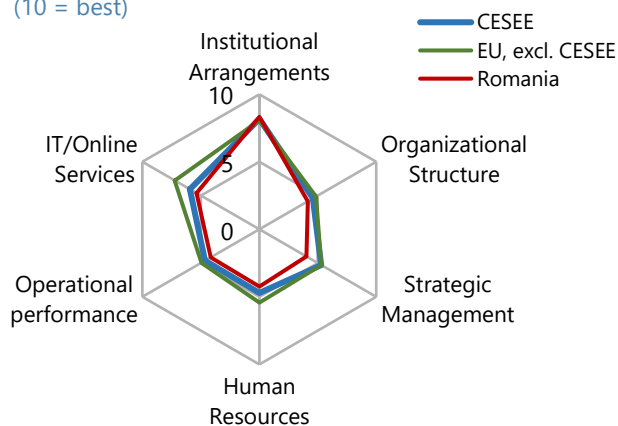 (10 = best)
CESEE
EU, excl. CESEE
Romania
Institutional
Arrangements
10
5
0
Organizational
Structure
Strategic
Management
Human
Resources
Operational
performance
IT/Online
Services